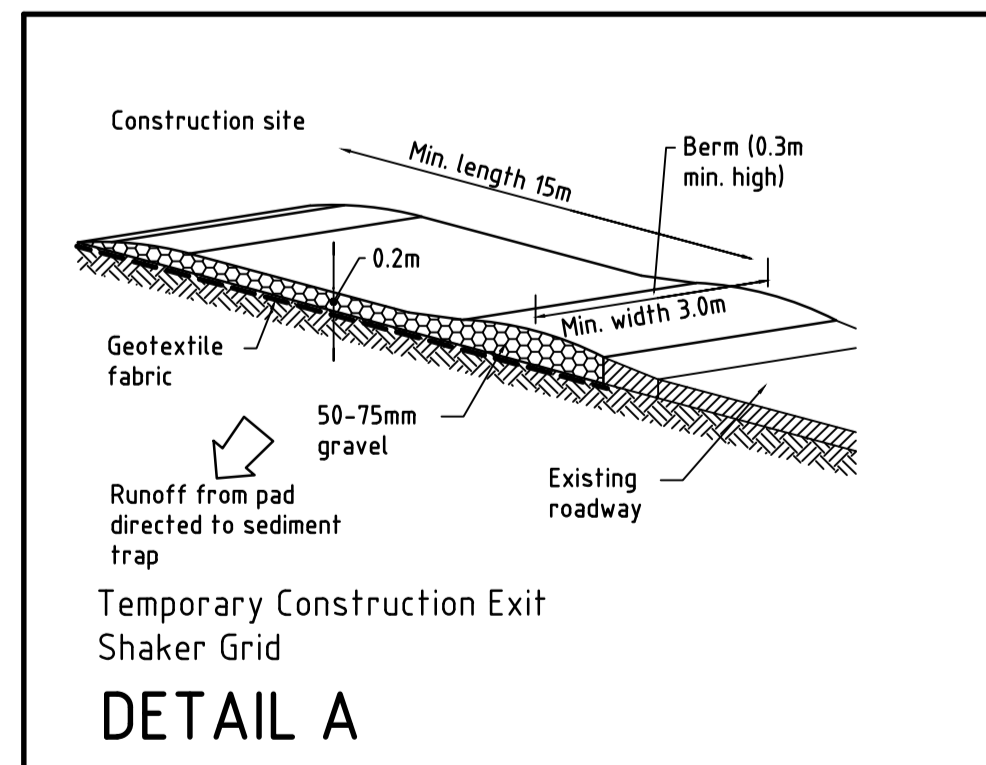 Construction site
Min. length 15m
Berm (0.3m
min. high)
0.2m
Min. width 3.0m
Geotextile
fabric
50-75mm
gravel
Existing
roadway
Runoff from pad
directed to sediment
trap
Temporary Construction Exit
Shaker Grid
DETAIL A